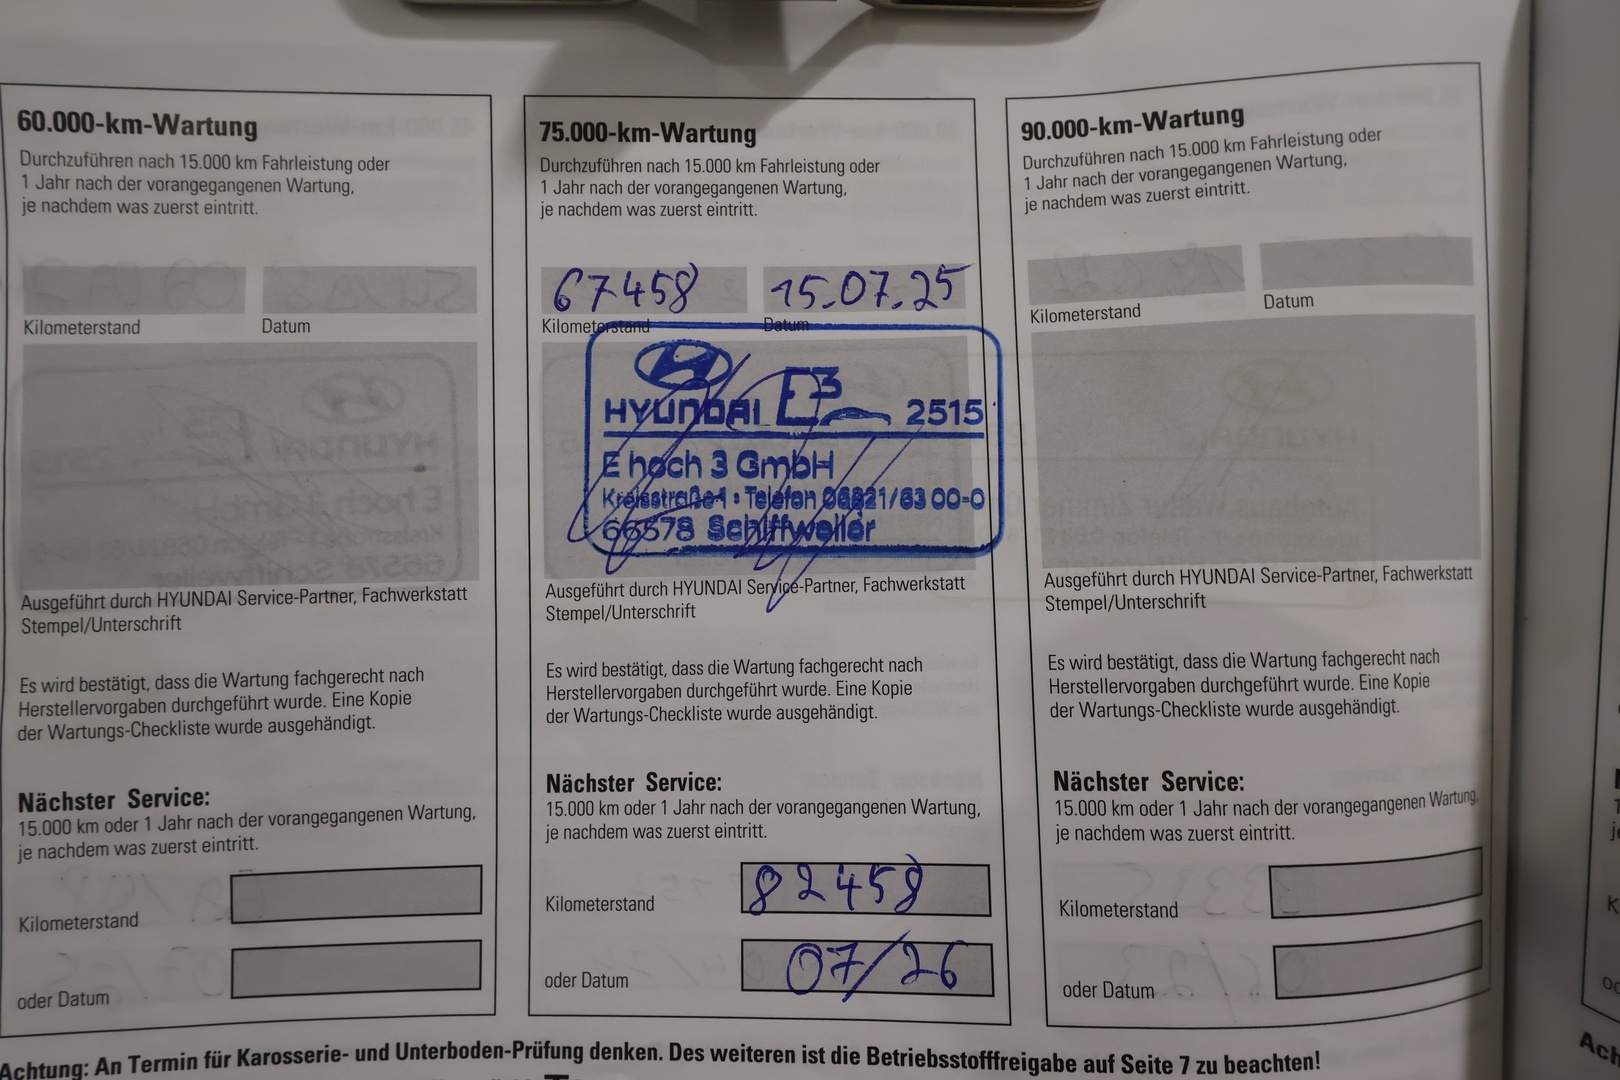 60.000-km-Wartung
Durchzuführen nach 15.000 km Fahrleistung oder
1 Jahr nach der vorangegangenen Wartung,
je nachdem was zuerst eintritt.
Kilometerstand Datum
Ausgeführt durch HYUNDAI Service-Partner, Fachwerkstatt
Stempel/Unterschrift
Es wird bestätigt, dass die Wartung fachgerecht nach
Herstellervorgaben durchgeführt wurde. Eine Kopie
der Wartungs-Checkliste wurde ausgehändigt.
Nächster Service:
15.000 km oder 1 Jahr nach der vorangegangenen Wartung,
je nachdem was zuerst eintritt.
Kilometerstand
oder Datum
75.000-km-Wartung
Durchzuführen nach 15.000 km Fahrleistung oder
1 Jahr nach der vorangegangenen Wartung,
je nachdem was zuerst eintritt.
67458 15.07.25
Kilometerstand Datum
HYUNDAI E3 2515
E hoch 3 GmbH
Kreisstraße 1 · Telefon 06821/63 00-0
66578 Schiffweiler
Ausgeführt durch HYUNDAI Service-Partner, Fachwerkstatt
Stempel/Unterschrift
Es wird bestätigt, dass die Wartung fachgerecht nach
Herstellervorgaben durchgeführt wurde. Eine Kopie
der Wartungs-Checkliste wurde ausgehändigt.
Nächster Service:
15.000 km oder 1 Jahr nach der vorangegangenen Wartung,
je nachdem was zuerst eintritt.
Kilometerstand 82458
oder Datum 07/26
90.000-km-Wartung
Durchzuführen nach 15.000 km Fahrleistung oder
1 Jahr nach der vorangegangenen Wartung,
je nachdem was zuerst eintritt.
Kilometerstand Datum
Ausgeführt durch HYUNDAI Service-Partner, Fachwerkstatt
Stempel/Unterschrift
Es wird bestätigt, dass die Wartung fachgerecht nach
Herstellervorgaben durchgeführt wurde. Eine Kopie
der Wartungs-Checkliste wurde ausgehändigt.
Nächster Service:
15.000 km oder 1 Jahr nach der vorangegangenen Wartung,
je nachdem was zuerst eintritt.
Kilometerstand
oder Datum
Achtung: An Termin für Karosserie- und Unterboden-Prüfung denken. Des weiteren ist die Betriebsstofffreigabe auf Seite 7 zu beachten!